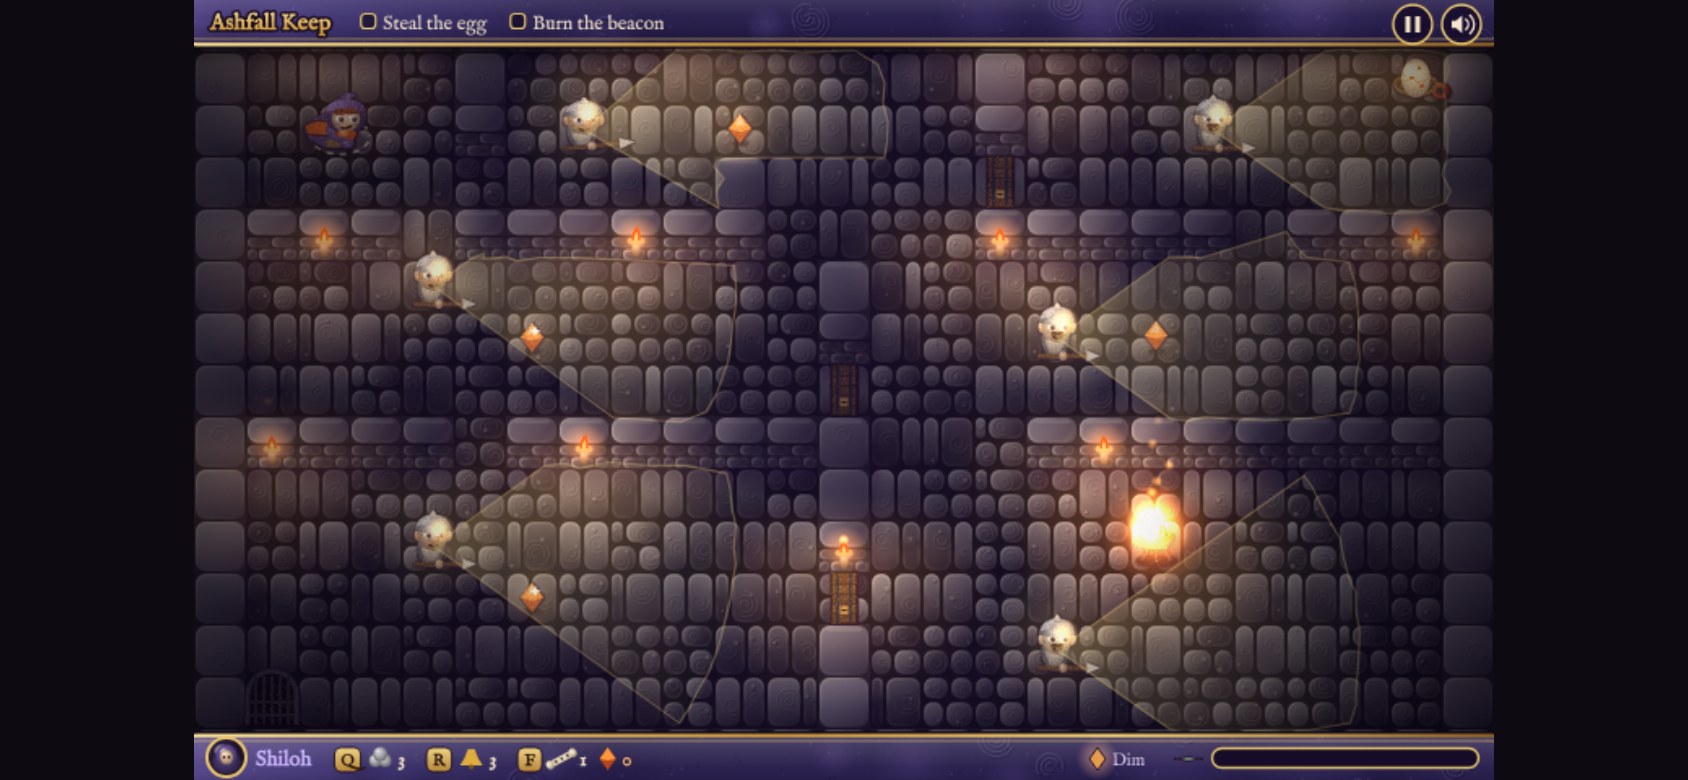 Ashfall Keep Steal the egg Burn the beacon
Shiloh Q 3 R 3 F 1 0 Dim